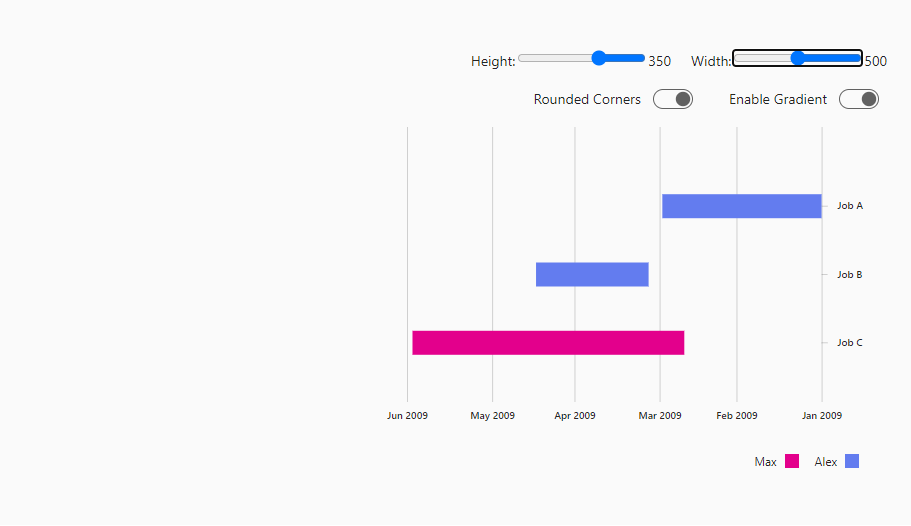 Height: 350 Width: 500
Rounded Corners Enable Gradient
Job A
Job B
Job C
Jun 2009 May 2009 Apr 2009 Mar 2009 Feb 2009 Jan 2009
Max Alex